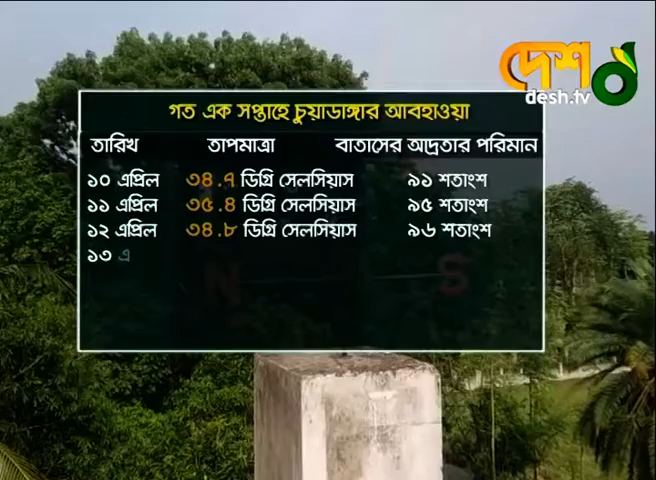 দেশ
desh.tv
গত এক সপ্তাহে চুয়াডাঙ্গার আবহাওয়া
তারিখ তাপমাত্রা বাতাসের আদ্রতার পরিমান
১০ এপ্রিল ৩৪.৭ ডিগ্রি সেলসিয়াস ৯১ শতাংশ
১১ এপ্রিল ৩৫.৪ ডিগ্রি সেলসিয়াস ৯৫ শতাংশ
১২ এপ্রিল ৩৪.৮ ডিগ্রি সেলসিয়াস ৯৬ শতাংশ
১৩ এ
N S